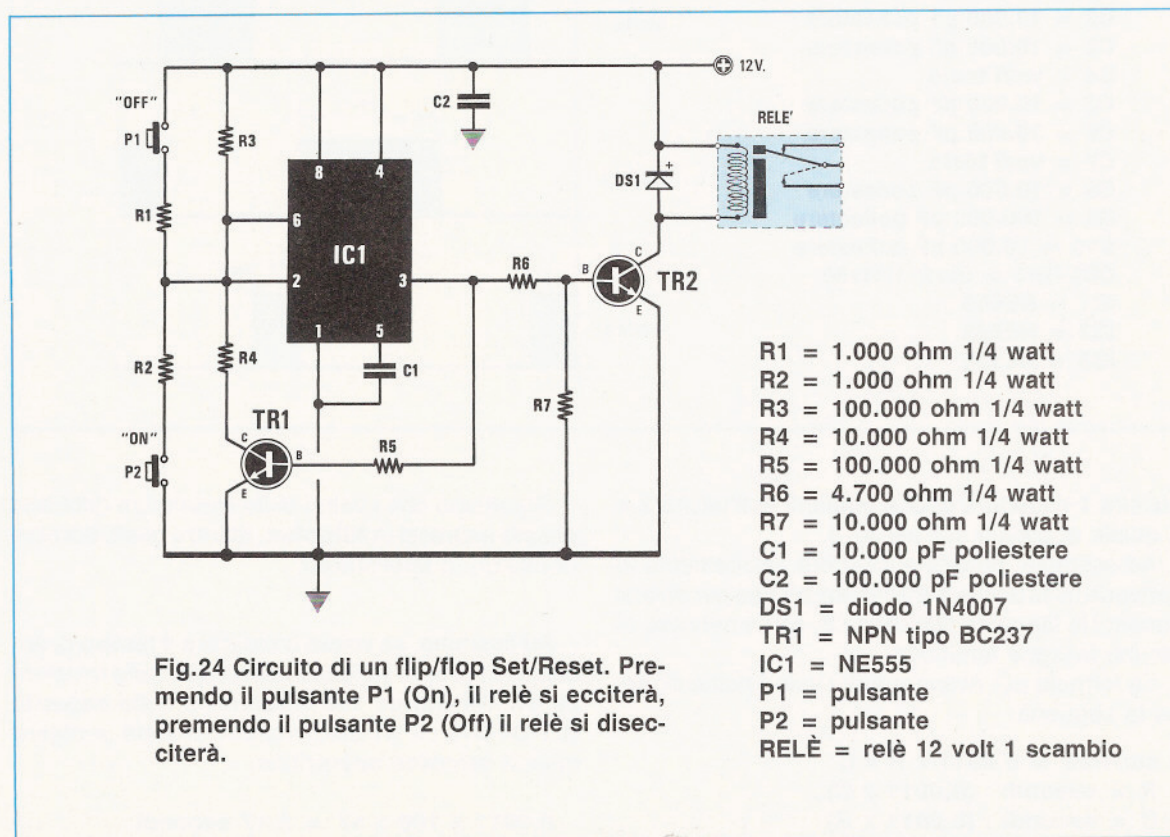 12V.
"OFF"
P1
R3
C2
RELE'
8
4
DS1
+
R1
6
IC1
2
3
R6
B
C
E
TR2
1
5
R2
R4
C1
R7
"ON"
P2
TR1
C
B
E
R5
R1 = 1.000 ohm 1/4 watt
R2 = 1.000 ohm 1/4 watt
R3 = 100.000 ohm 1/4 watt
R4 = 10.000 ohm 1/4 watt
R5 = 100.000 ohm 1/4 watt
R6 = 4.700 ohm 1/4 watt
R7 = 10.000 ohm 1/4 watt
C1 = 10.000 pF poliestere
C2 = 100.000 pF poliestere
DS1 = diodo 1N4007
TR1 = NPN tipo BC237
IC1 = NE555
P1 = pulsante
P2 = pulsante
RELÈ = relè 12 volt 1 scambio
Fig.24 Circuito di un flip/flop Set/Reset. Pre-
mendo il pulsante P1 (On), il relè si ecciterà,
premendo il pulsante P2 (Off) il relè si disec-
citerà.